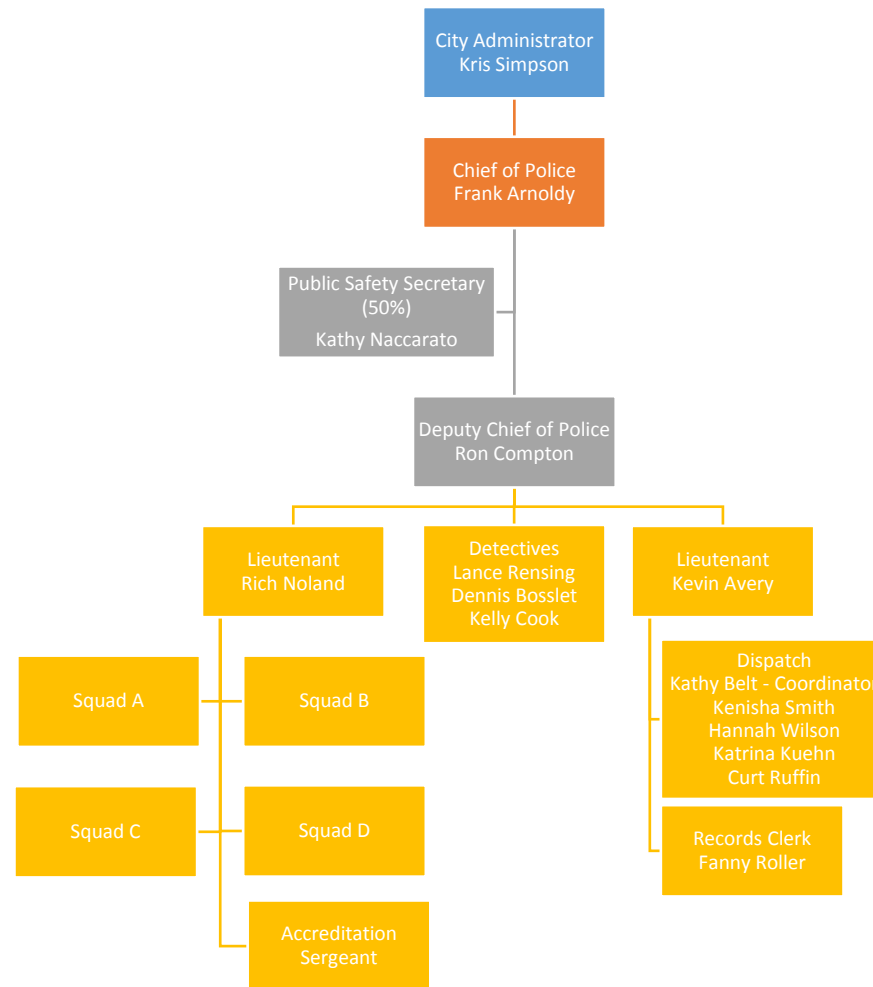 City Administrator
Kris Simpson
Chief of Police
Frank Arnoldy
Public Safety Secretary
(50%)
Kathy Naccarato
Deputy Chief of Police
Ron Compton
Lieutenant
Rich Noland
Detectives
Lance Rensing
Dennis Bosslet
Kelly Cook
Lieutenant
Kevin Avery
Squad A
Squad B
Squad C
Squad D
Accreditation
Sergeant
Dispatch
Kathy Belt - Coordinator
Kenisha Smith
Hannah Wilson
Katrina Kuehn
Curt Ruffin
Records Clerk
Fanny Roller